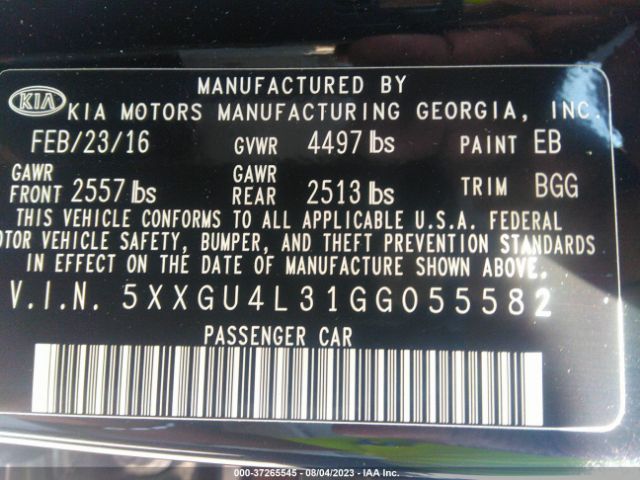 MANUFACTURED BY
KIA KIA MOTORS MANUFACTURING GEORGIA, INC.
FEB/23/16 GVWR 4497 lbs PAINT EB
GAWR FRONT 2557 lbs GAWR REAR 2513 lbs TRIM BGG
THIS VEHICLE CONFORMS TO ALL APPLICABLE U.S.A. FEDERAL
OTOR VEHICLE SAFETY, BUMPER, AND THEFT PREVENTION STANDARDS
IN EFFECT ON THE DATE OF MANUFACTURE SHOWN ABOVE.
V.I.N. 5XXGU4L31GG055582
PASSENGER CAR
000-37265545 - 08/04/2023 - IAA Inc.